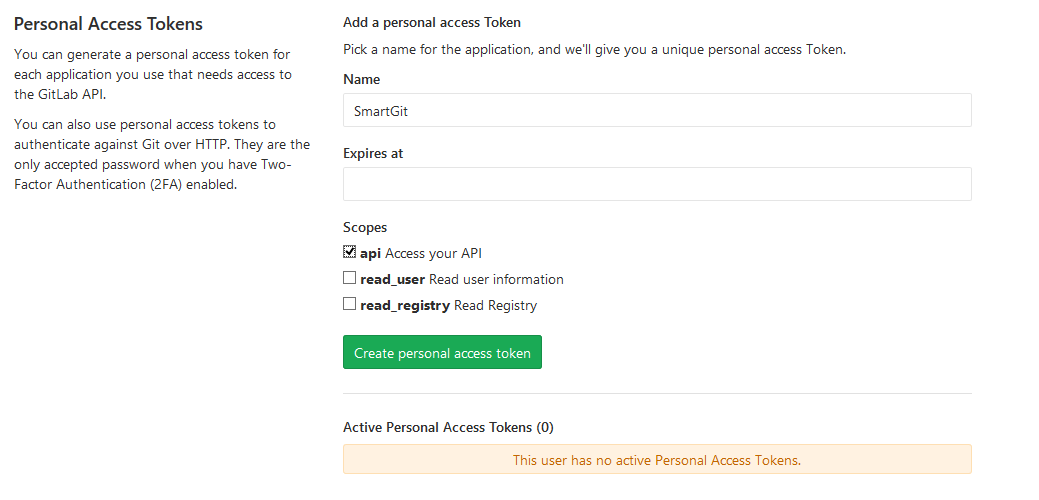 Personal Access Tokens
You can generate a personal access token for
each application you use that needs access to
the GitLab API.
You can also use personal access tokens to
authenticate against Git over HTTP. They are the
only accepted password when you have Two-
Factor Authentication (2FA) enabled.
Add a personal access Token
Pick a name for the application, and we'll give you a unique personal access Token.
Name
SmartGit
Expires at
Scopes
api Access your API
read_user Read user information
read_registry Read Registry
Create personal access token
Active Personal Access Tokens (0)
This user has no active Personal Access Tokens.